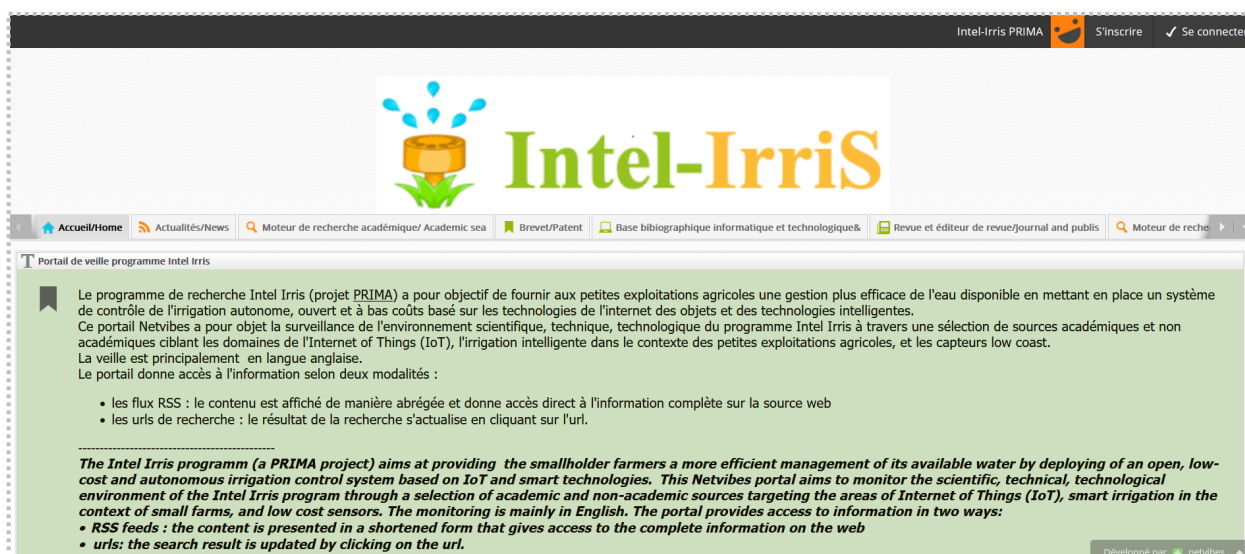 Intel-Irris PRIMA S'inscrire Se connecter
Intel-IrriS
Accueil/Home Actualités/News Moteur de recherche académique/ Academic sea Brevet/Patent Base bibiographique informatique et technologique& Revue et éditeur de revue/Journal and publis Moteur de reche
T Portail de veille programme Intel Irris
Le programme de recherche Intel Irris (projet PRIMA) a pour objectif de fournir aux petites exploitations agricoles une gestion plus efficace de l'eau disponible en mettant en place un système
de contrôle de l'irrigation autonome, ouvert et à bas coûts basé sur les technologies de l'internet des objets et des technologies intelligentes.
Ce portail Netvibes a pour objet la surveillance de l'environnement scientifique, technique, technologique du programme Intel Irris à travers une sélection de sources académiques et non
académiques ciblant les domaines de l'Internet of Things (IoT), l'irrigation intelligente dans le contexte des petites exploitations agricoles, et les capteurs low coast.
La veille est principalement en langue anglaise.
Le portail donne accès à l'information selon deux modalités :
• les flux RSS : le contenu est affiché de manière abrégée et donne accès direct à l'information complète sur la source web
• les urls de recherche : le résultat de la recherche s'actualise en cliquant sur l'url.
---------------------------------------------
The Intel Irris programm (a PRIMA project) aims at providing the smallholder farmers a more efficient management of its available water by deploying of an open, low-
cost and autonomous irrigation control system based on IoT and smart technologies. This Netvibes portal aims to monitor the scientific, technical, technological
environment of the Intel Irris program through a selection of academic and non-academic sources targeting the areas of Internet of Things (IoT), smart irrigation in the
context of small farms, and low cost sensors. The monitoring is mainly in English. The portal provides access to information in two ways:
• RSS feeds : the content is presented in a shortened form that gives access to the complete information on the web
• urls: the search result is updated by clicking on the url.
Développé par netvibes